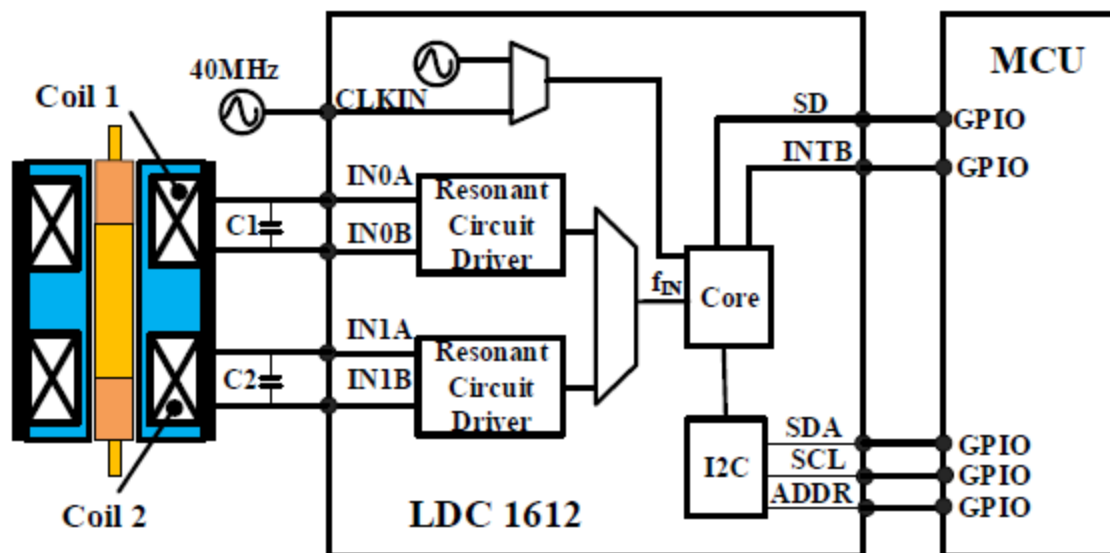 MCU
40MHz
Coil 1
CLKIN
SD
GPIO
INTB
GPIO
IN0A
Resonant
Circuit
Driver
C1
IN0B
fIN
Core
IN1A
Resonant
Circuit
Driver
C2
IN1B
SDA
GPIO
I2C
SCL
GPIO
ADDR
GPIO
Coil 2
LDC 1612